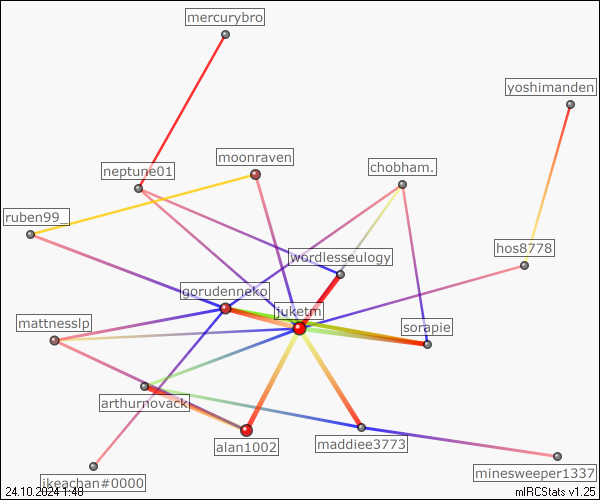 mercurybro
yoshimanden
moonraven
chobham.
neptune01
ruben99_
hos8778
wordlesseulogy
gorudenneko
juketm
mattnesslp
sorapie
arthurnovack
maddiee3773
alan1002
ikeachan#0000
minesweeper1337
24.10.2024 1:48
mIRCStats v1.25